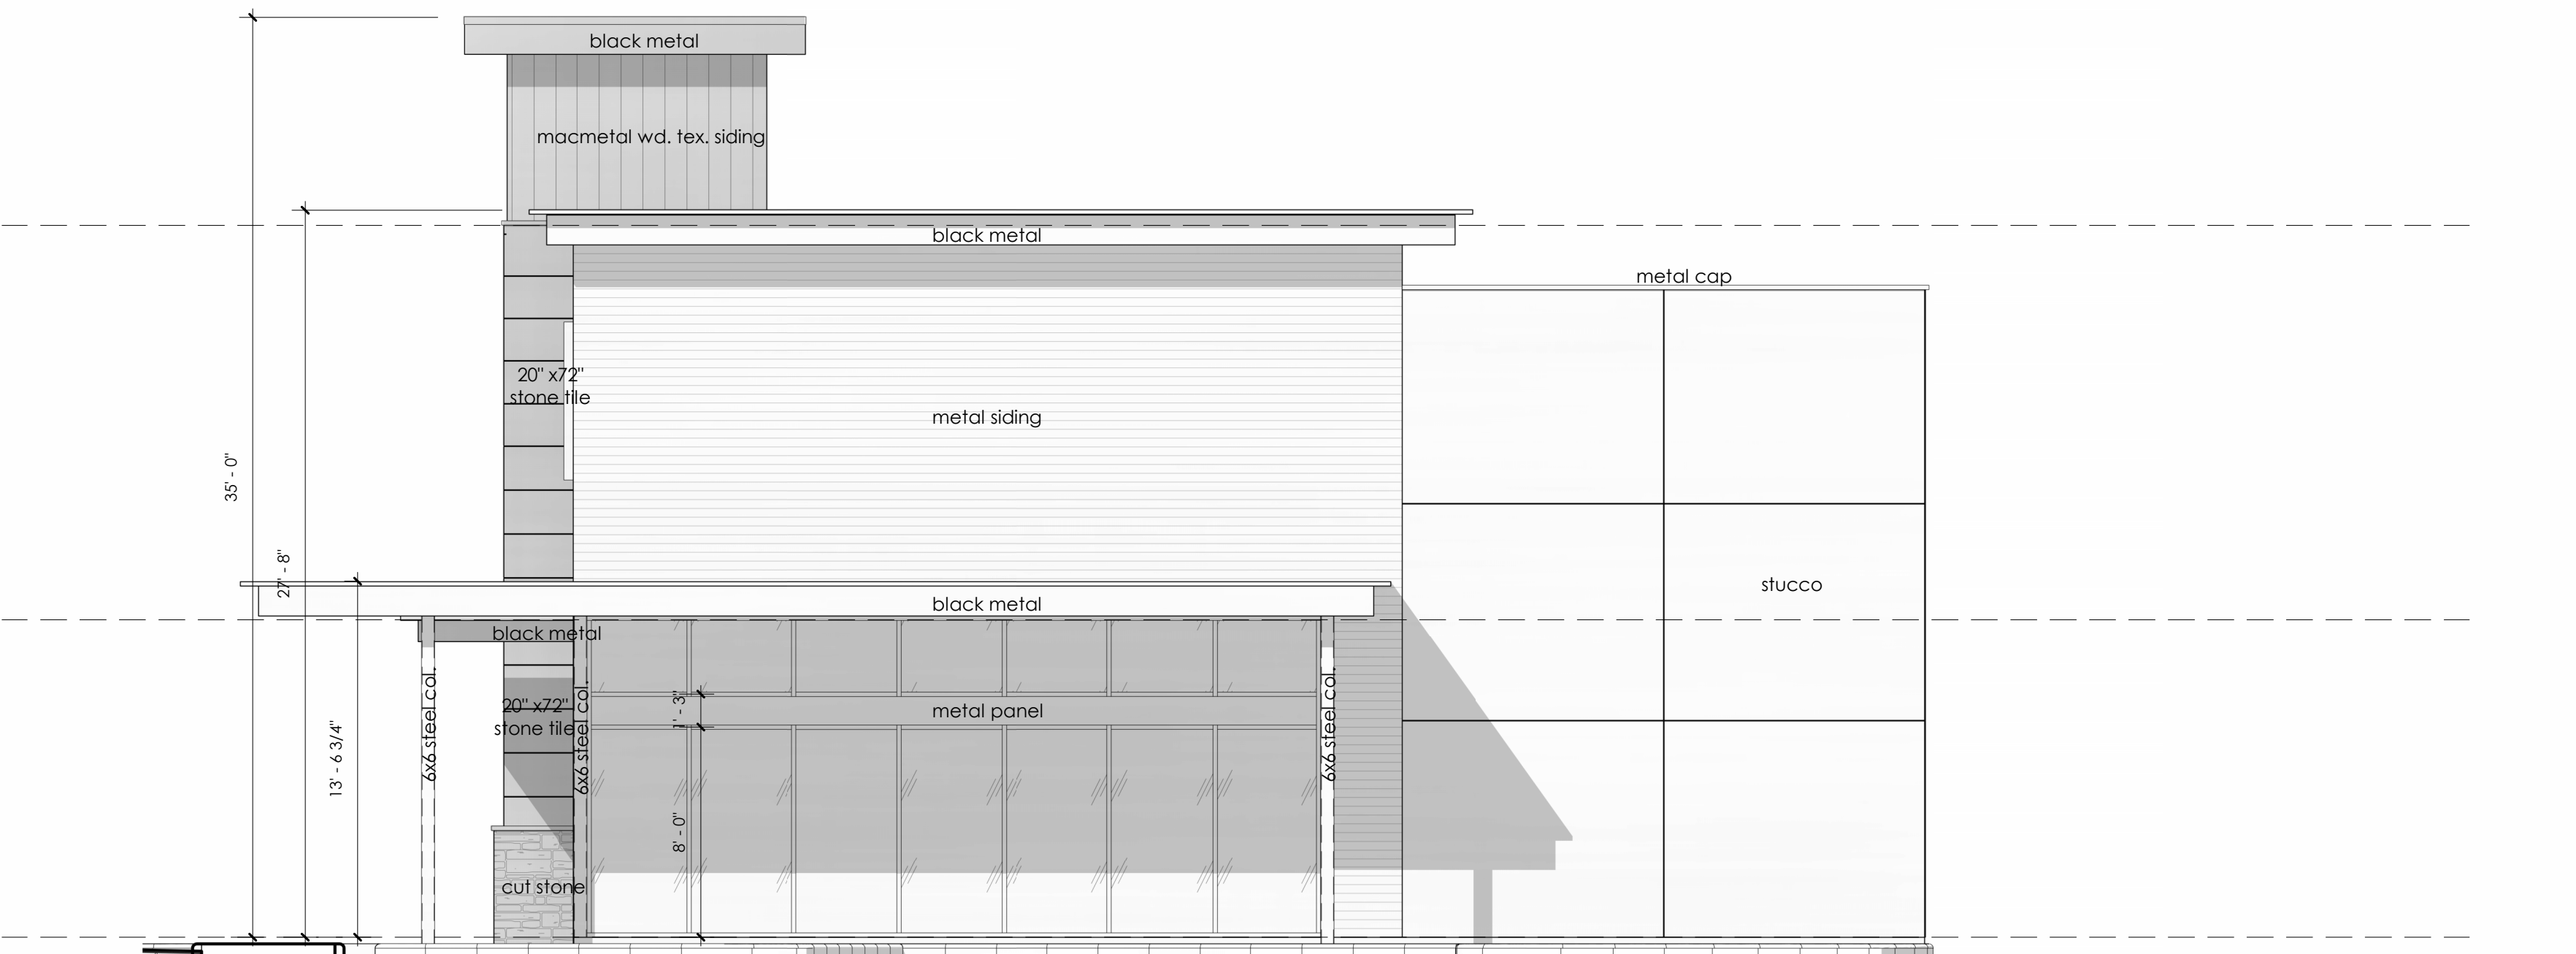 black metal
macmetal wd. tex. siding
black metal
metal cap
20" x72"
stone tile
metal siding
35' - 0"
27' - 8"
stucco
black metal
black metal
13' - 6 3/4"
6x6 steel col.
20" x72"
stone tile
6x6 steel col.
1' - 3"
metal panel
6x6 steel col.
8' - 0"
cut stone